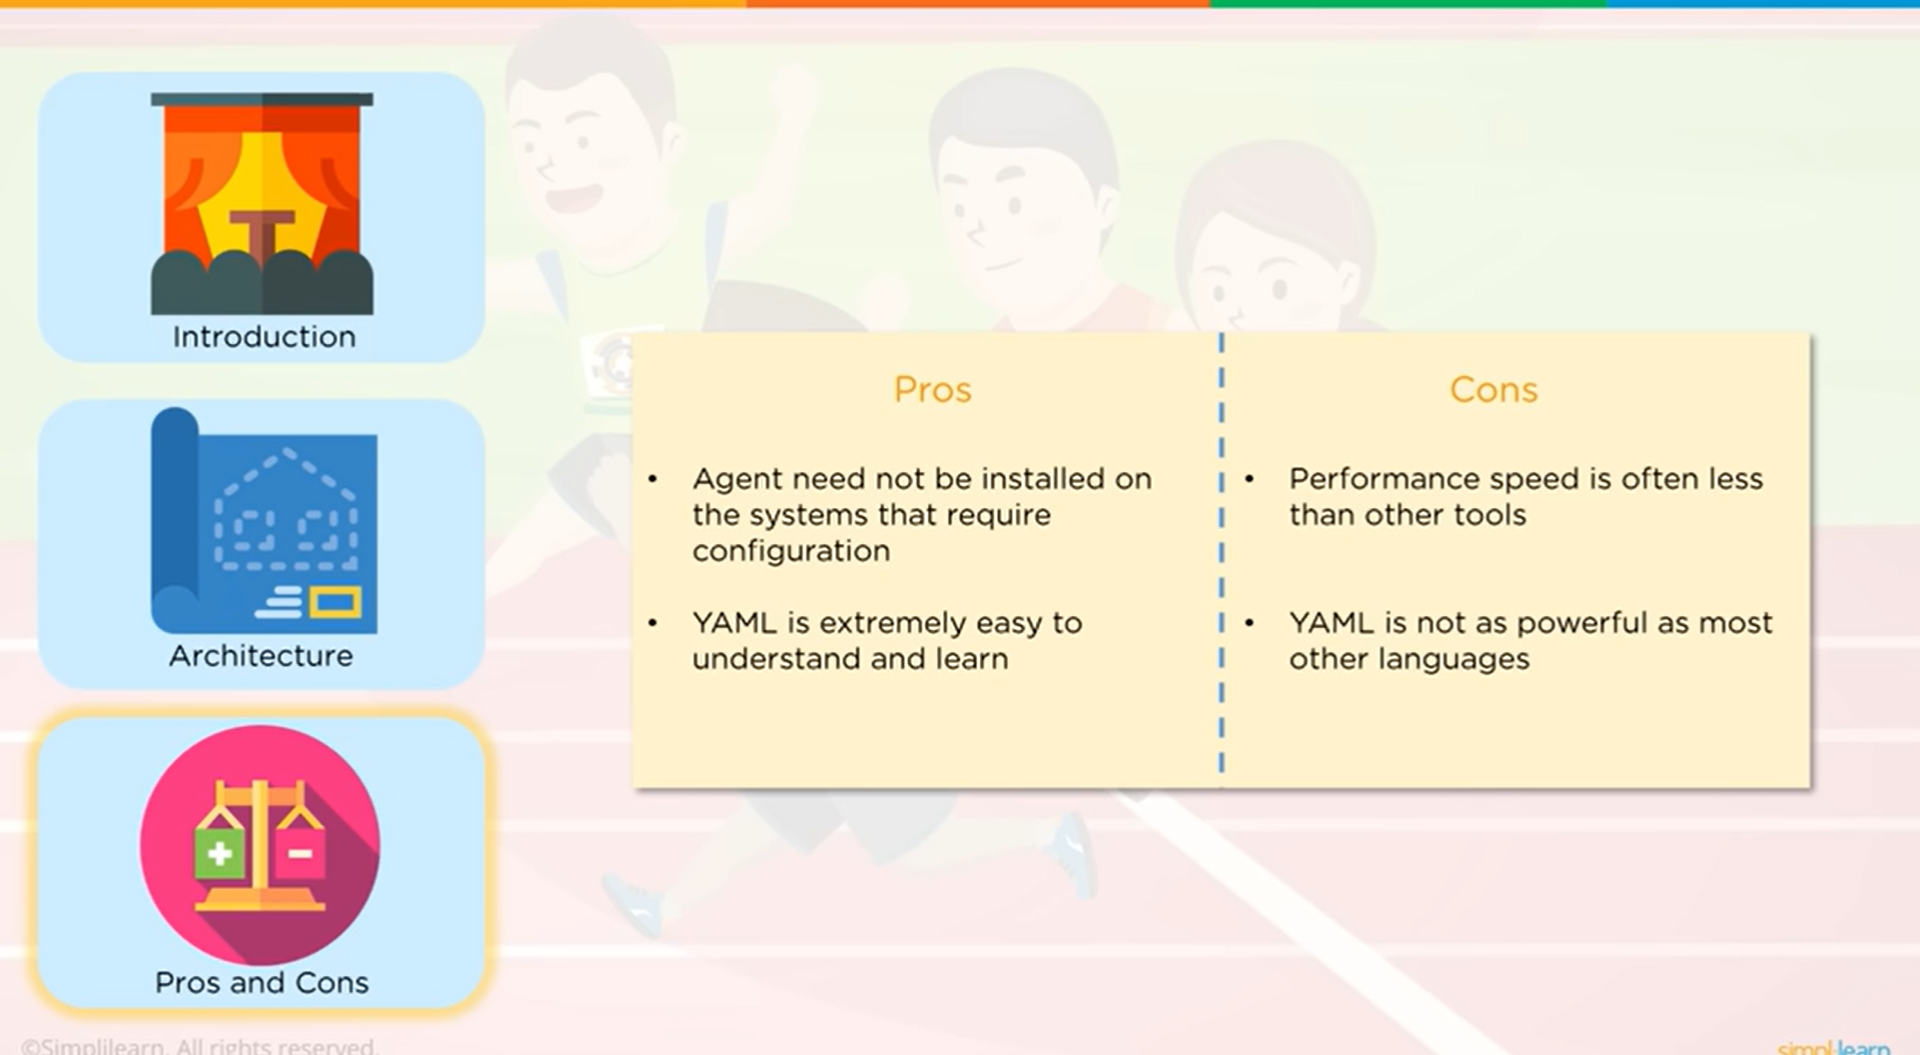 Introduction
Architecture
Pros and Cons
Pros
• Agent need not be installed on
the systems that require
configuration
• YAML is extremely easy to
understand and learn
Cons
• Performance speed is often less
than other tools
• YAML is not as powerful as most
other languages
©Simplilearn. All rights reserved.
simplilearn